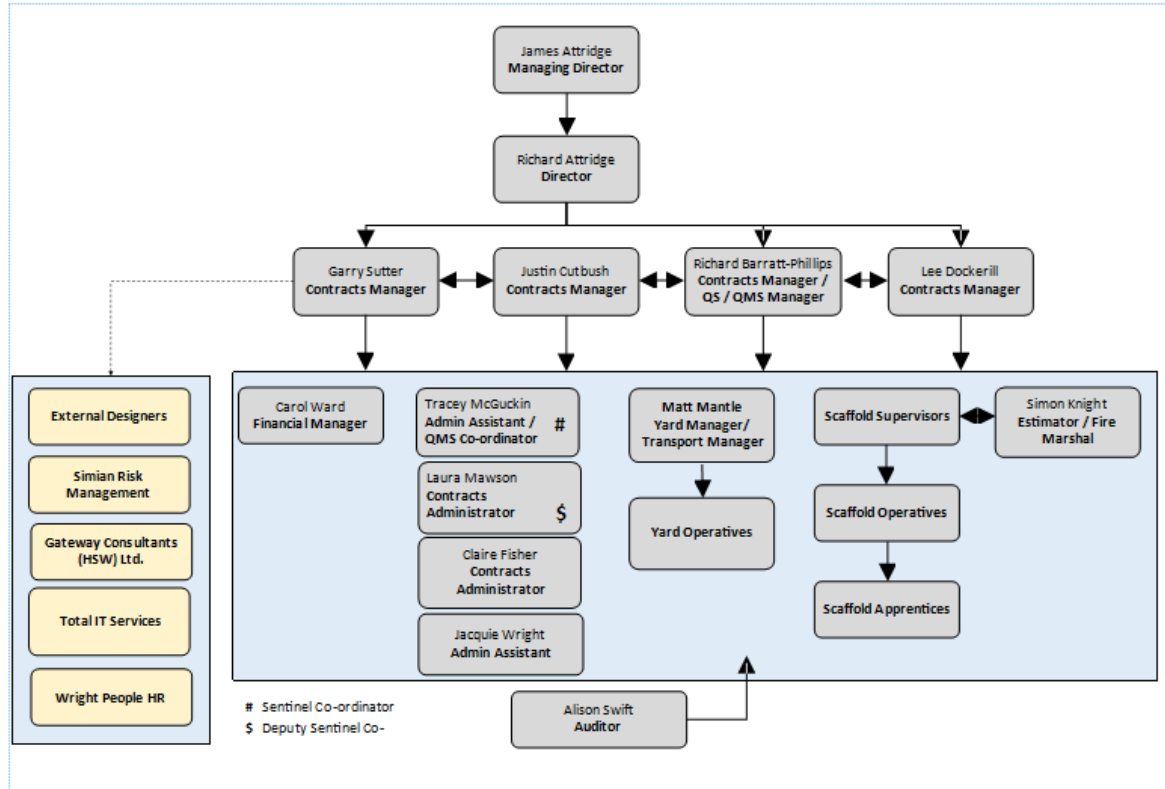 James Attridge
Managing Director
Richard Attridge
Director
Garry Sutter
Contracts Manager
Justin Cutbush
Contracts Manager
Richard Barratt-Phillips
Contracts Manager /
QS / QMS Manager
Lee Dockerill
Contracts Manager
External Designers
Simian Risk
Management
Gateway Consultants
(HSW) Ltd.
Total IT Services
Wright People HR
Carol Ward
Financial Manager
Tracey McGuckin
Admin Assistant /
QMS Co-ordinator #
Laura Mawson
Contracts
Administrator $
Claire Fisher
Contracts
Administrator
Jacquie Wright
Admin Assistant
Matt Mantle
Yard Manager/
Transport Manager
Yard Operatives
Scaffold Supervisors
Scaffold Operatives
Scaffold Apprentices
Simon Knight
Estimator / Fire
Marshal
# Sentinel Co-ordinator
$ Deputy Sentinel Co-
Alison Swift
Auditor